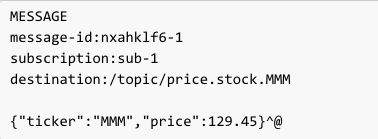 MESSAGE
message-id:nxahklf6-1
subscription:sub-1
destination:/topic/price.stock.MMM

{"ticker":"MMM","price":129.45}^@